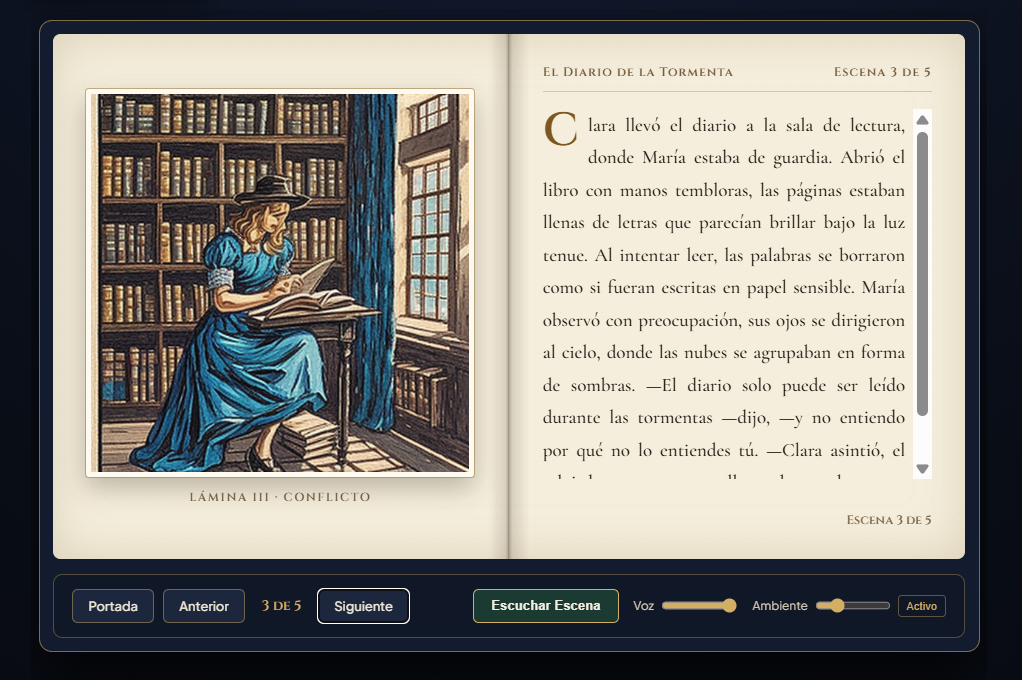 LÁMINA III · CONFLICTO
El Diario de la Tormenta
Escena 3 de 5
Clara llevó el diario a la sala de lectura,
donde María estaba de guardia. Abrió el
libro con manos tembloras, las páginas estaban
llenas de letras que parecían brillar bajo la luz
tenue. Al intentar leer, las palabras se borraron
como si fueran escritas en papel sensible. María
observó con preocupación, sus ojos se dirigieron
al cielo, donde las nubes se agrupaban en forma
de sombras. —El diario solo puede ser leído
durante las tormentas —dijo, —y no entiendo
por qué no lo entiendes tú. —Clara asintió, el
Escena 3 de 5
Portada
Anterior
3 de 5
Siguiente
Escuchar Escena
Voz
Ambiente
Activo